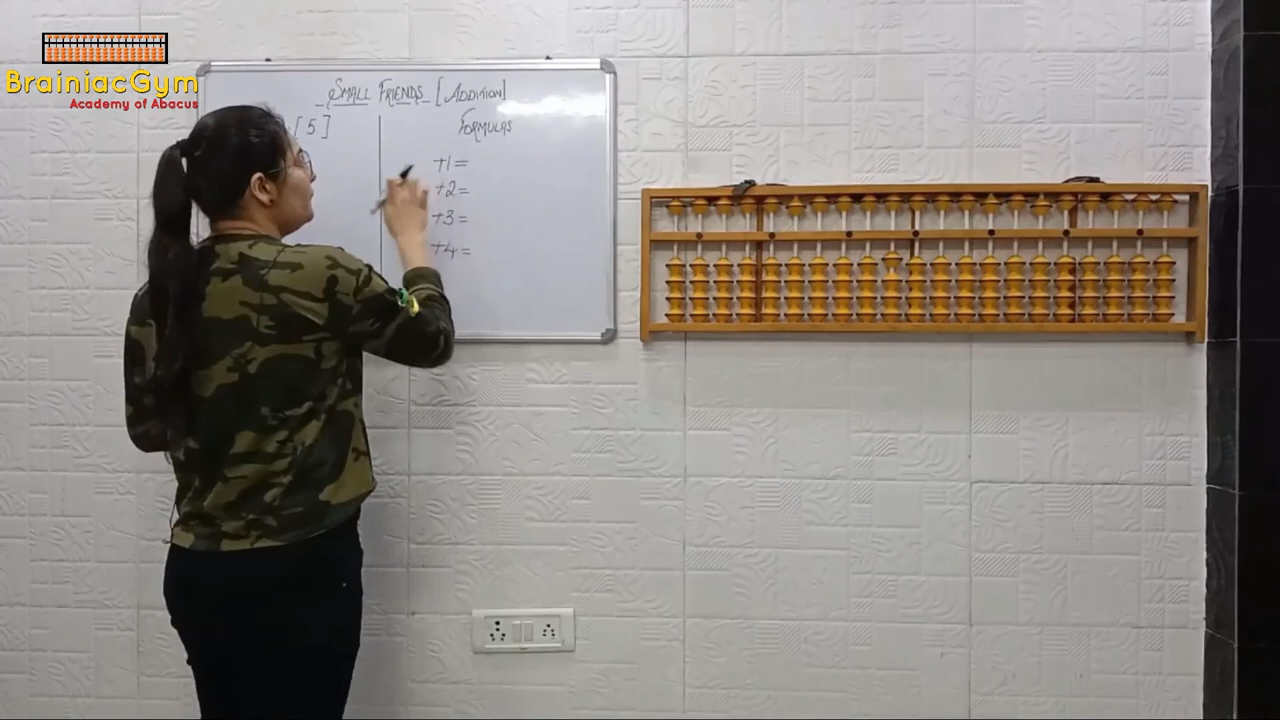 BrainiacGym
Academy of Abacus
SMALL FRIENDS [ADDITION]
[5]
FORMULAS
+1=
+2=
+3=
+4=